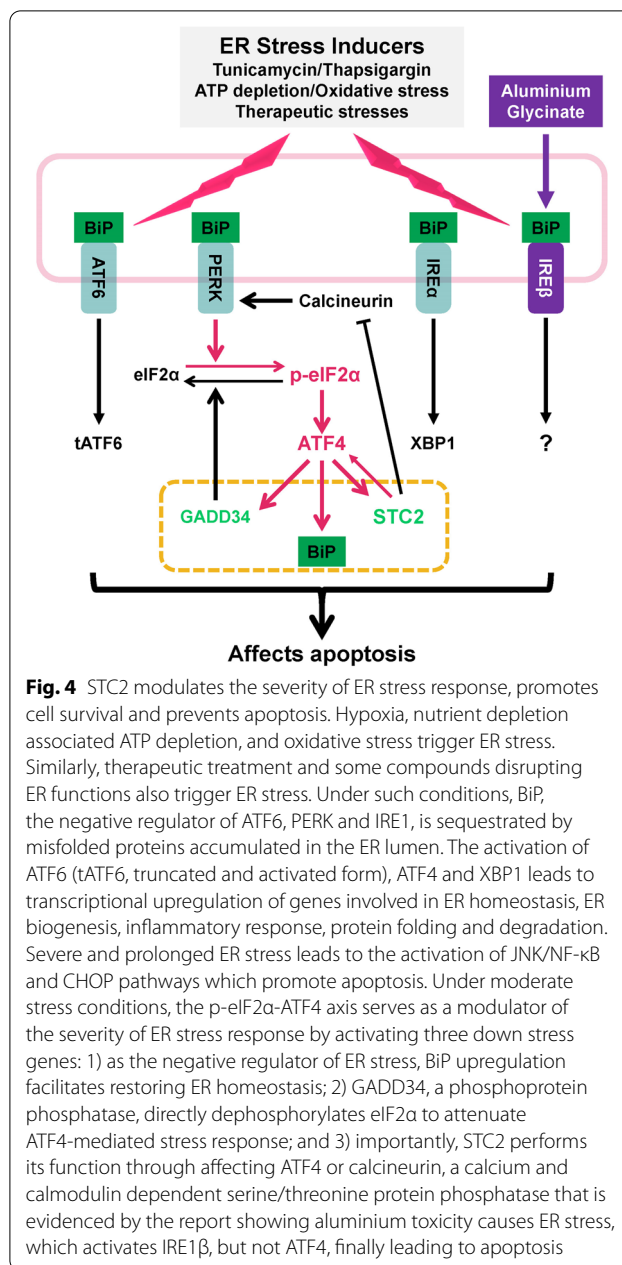 ER Stress Inducers
Tunicamycin/Thapsigargin
ATP depletion/Oxidative stress
Therapeutic stresses
Aluminium
Glycinate
BiP
BiP
BiP
BiP
ATF6
PERK
IREα
IREβ
Calcineurin
eIF2α
p-eIF2α
tATF6
ATF4
XBP1
?
GADD34
STC2
BiP
Affects apoptosis
Fig. 4 STC2 modulates the severity of ER stress response, promotes
cell survival and prevents apoptosis. Hypoxia, nutrient depletion
associated ATP depletion, and oxidative stress trigger ER stress.
Similarly, therapeutic treatment and some compounds disrupting
ER functions also trigger ER stress. Under such conditions, BiP,
the negative regulator of ATF6, PERK and IRE1, is sequestrated by
misfolded proteins accumulated in the ER lumen. The activation of
ATF6 (tATF6, truncated and activated form), ATF4 and XBP1 leads to
transcriptional upregulation of genes involved in ER homeostasis, ER
biogenesis, inflammatory response, protein folding and degradation.
Severe and prolonged ER stress leads to the activation of JNK/NF-κB
and CHOP pathways which promote apoptosis. Under moderate
stress conditions, the p-eIF2α-ATF4 axis serves as a modulator of
the severity of ER stress response by activating three down stress
genes: 1) as the negative regulator of ER stress, BiP upregulation
facilitates restoring ER homeostasis; 2) GADD34, a phosphoprotein
phosphatase, directly dephosphorylates eIF2α to attenuate
ATF4-mediated stress response; and 3) importantly, STC2 performs
its function through affecting ATF4 or calcineurin, a calcium and
calmodulin dependent serine/threonine protein phosphatase that is
evidenced by the report showing aluminium toxicity causes ER stress,
which activates IRE1β, but not ATF4, finally leading to apoptosis